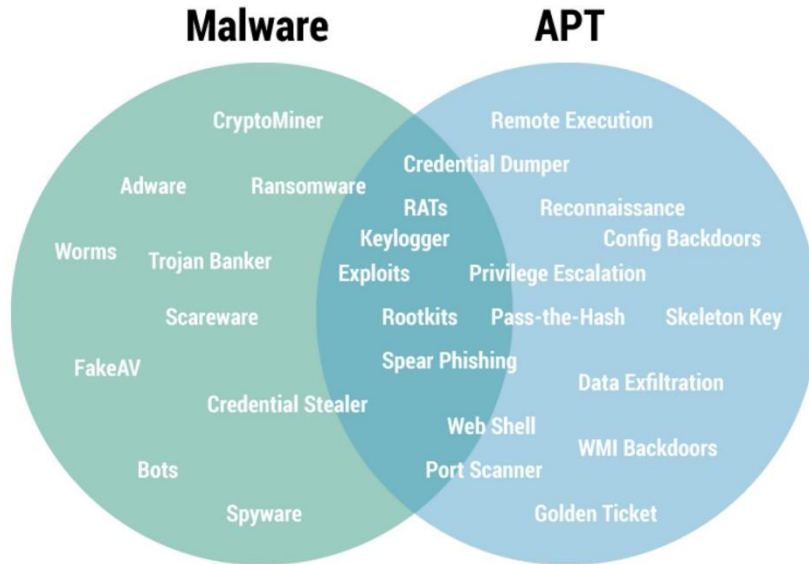 Malware
APT
CryptoMiner
Remote Execution
Credential Dumper
Adware
Ransomware
RATs
Reconnaissance
Keylogger
Config Backdoors
Worms
Trojan Banker
Exploits
Privilege Escalation
Scareware
Rootkits
Pass-the-Hash
Skeleton Key
FakeAV
Spear Phishing
Data Exfiltration
Credential Stealer
Web Shell
WMI Backdoors
Bots
Port Scanner
Spyware
Golden Ticket